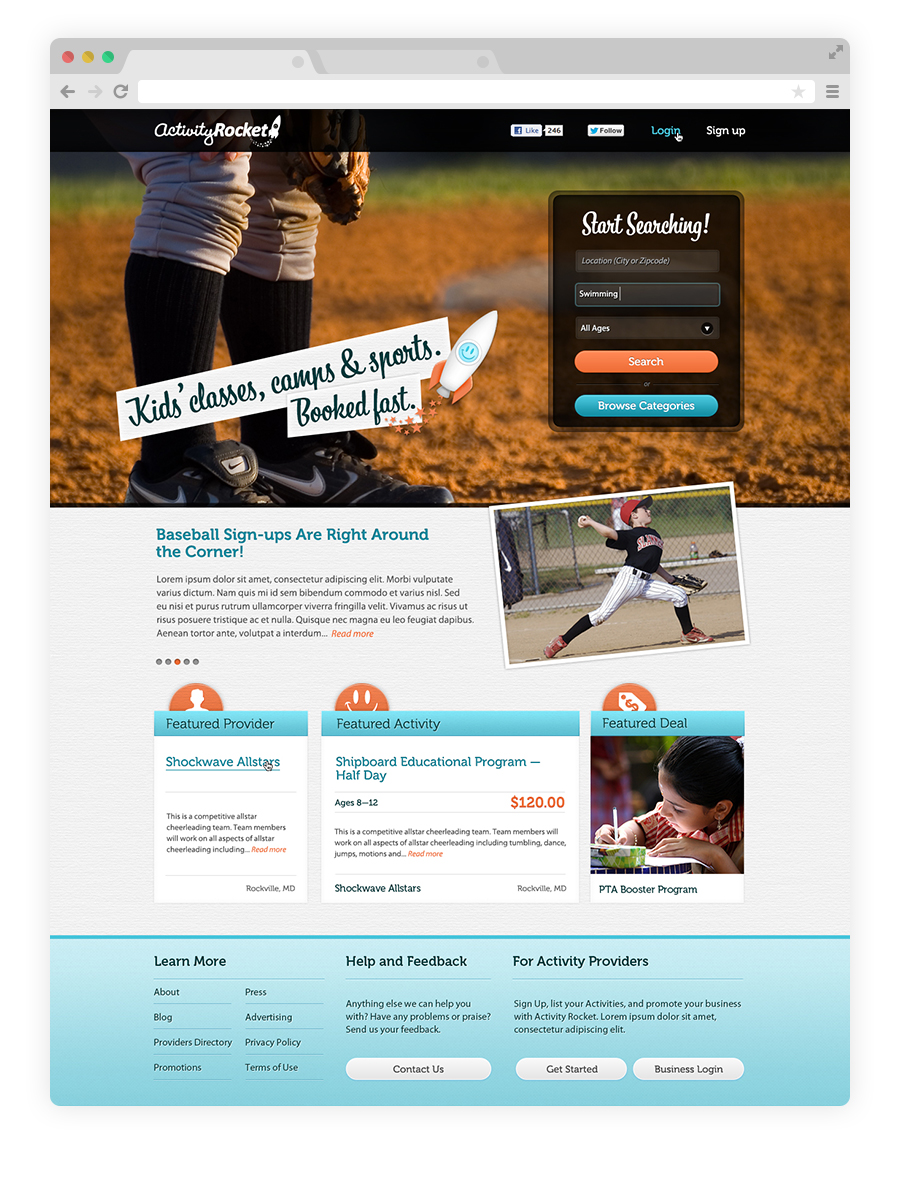 ActivityRocket
Like 246 Follow Login Sign up
Start Searching!
Location (City or Zipcode)
Swimming
All Ages
Search
or
Browse Categories
Kids' classes, camps & sports.
Booked fast.
Baseball Sign-ups Are Right Around
the Corner!
Lorem ipsum dolor sit amet, consectetur adipiscing elit. Morbi vulputate
varius dictum. Nam quis mi id sem bibendum commodo et varius nisl. Sed
eu nisi et purus rutrum ullamcorper viverra fringilla velit. Vivamus ac risus ut
risus posuere tristique ac et nulla. Quisque nec magna eu leo feugiat dapibus.
Aenean tortor ante, volutpat a interdum... Read more
Featured Provider
Shockwave Allstars
This is a competitive allstar
cheerleading team. Team members
will work on all aspects of allstar
cheerleading including... Read more
Rockville, MD
Featured Activity
Shipboard Educational Program —
Half Day
Ages 8—12 $120.00
This is a competitive allstar cheerleading team. Team members will
work on all aspects of allstar cheerleading including tumbling, dance,
jumps, motions and... Read more
Shockwave Allstars Rockville, MD
Featured Deal
PTA Booster Program
Learn More
About Press
Blog Advertising
Providers Directory Privacy Policy
Promotions Terms of Use
Help and Feedback
Anything else we can help you
with? Have any problems or praise?
Send us your feedback.
Contact Us
For Activity Providers
Sign Up, list your Activities, and promote your business
with Activity Rocket. Lorem ipsum dolor sit amet,
consectetur adipiscing elit.
Get Started Business Login